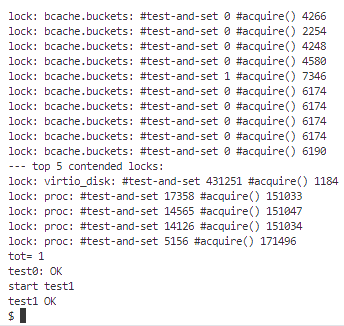 lock: bcache.buckets: #test-and-set 0 #acquire() 4266
lock: bcache.buckets: #test-and-set 0 #acquire() 2254
lock: bcache.buckets: #test-and-set 0 #acquire() 4248
lock: bcache.buckets: #test-and-set 0 #acquire() 4580
lock: bcache.buckets: #test-and-set 1 #acquire() 7346
lock: bcache.buckets: #test-and-set 0 #acquire() 6174
lock: bcache.buckets: #test-and-set 0 #acquire() 6174
lock: bcache.buckets: #test-and-set 0 #acquire() 6174
lock: bcache.buckets: #test-and-set 0 #acquire() 6174
lock: bcache.buckets: #test-and-set 0 #acquire() 6190
--- top 5 contended locks:
lock: virtio_disk: #test-and-set 431251 #acquire() 1184
lock: proc: #test-and-set 17358 #acquire() 151033
lock: proc: #test-and-set 14565 #acquire() 151047
lock: proc: #test-and-set 14126 #acquire() 151034
lock: proc: #test-and-set 5156 #acquire() 171496
tot= 1
test0: OK
start test1
test1 OK
$